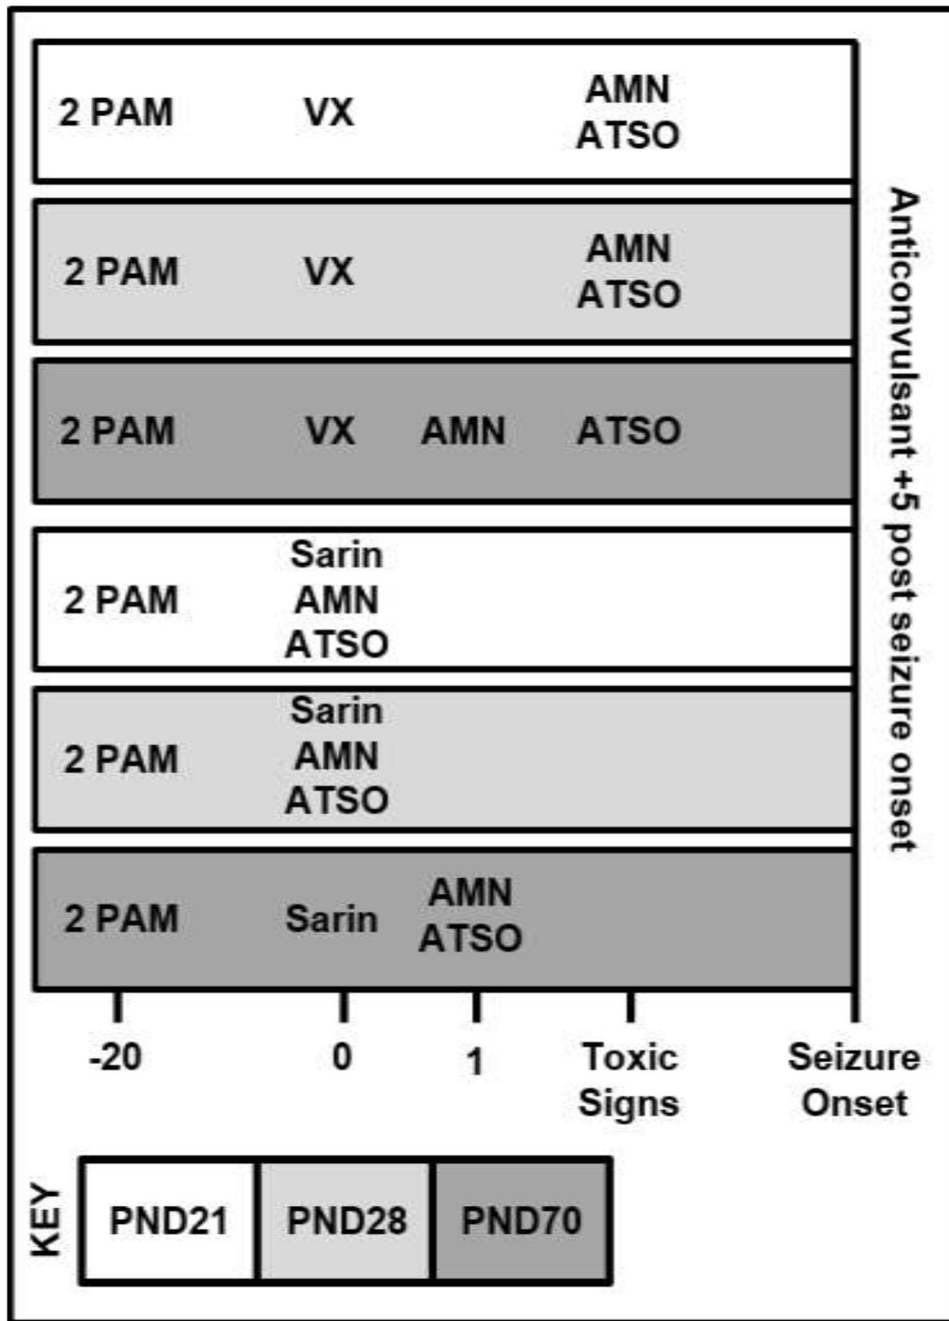 2 PAM VX AMN
ATSO
2 PAM VX AMN
ATSO
2 PAM VX AMN ATSO
Sarin
2 PAM AMN
ATSO
Sarin
2 PAM AMN
ATSO
2 PAM Sarin AMN
ATSO
Anticonvulsant +5 post seizure onset
-20 0 1 Toxic Seizure
Signs Onset
KEY PND21 PND28 PND70